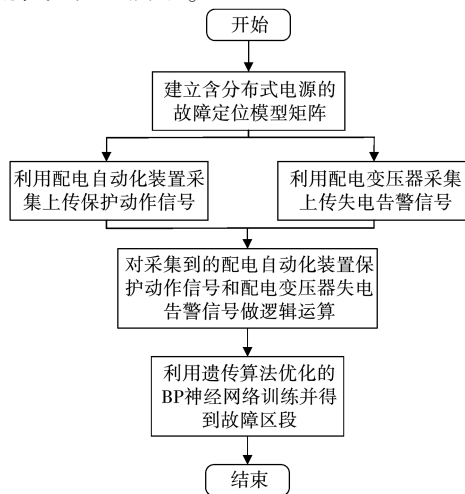 开始
建立含分布式电源的
故障定位模型矩阵
利用配电自动化装置采
集上传保护动作信号
利用配电变压器采集
上传失电告警信号
对采集到的配电自动化装置保
护动作信号和配电变压器失电
告警信号做逻辑运算
利用遗传算法优化的
BP神经网络训练并得
到故障区段
结束